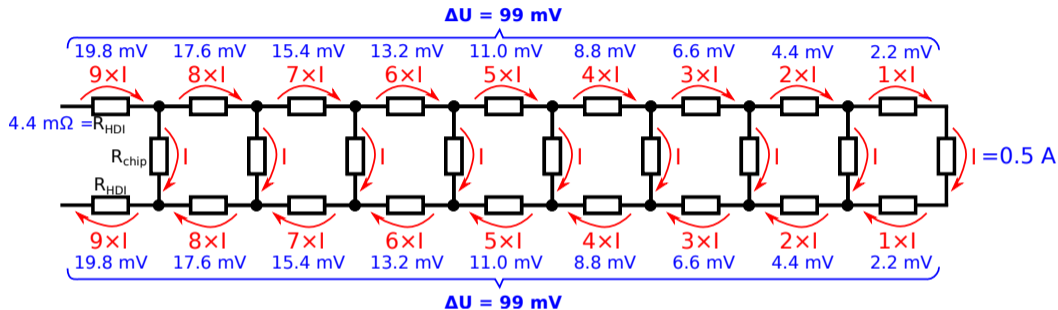 ΔU = 99 mV
19.8 mV 17.6 mV 15.4 mV 13.2 mV 11.0 mV 8.8 mV 6.6 mV 4.4 mV 2.2 mV
9×I 8×I 7×I 6×I 5×I 4×I 3×I 2×I 1×I
4.4 mΩ =R_HDI
R_chip I I I I I I I I I =0.5 A
R_HDI
9×I 8×I 7×I 6×I 5×I 4×I 3×I 2×I 1×I
19.8 mV 17.6 mV 15.4 mV 13.2 mV 11.0 mV 8.8 mV 6.6 mV 4.4 mV 2.2 mV
ΔU = 99 mV